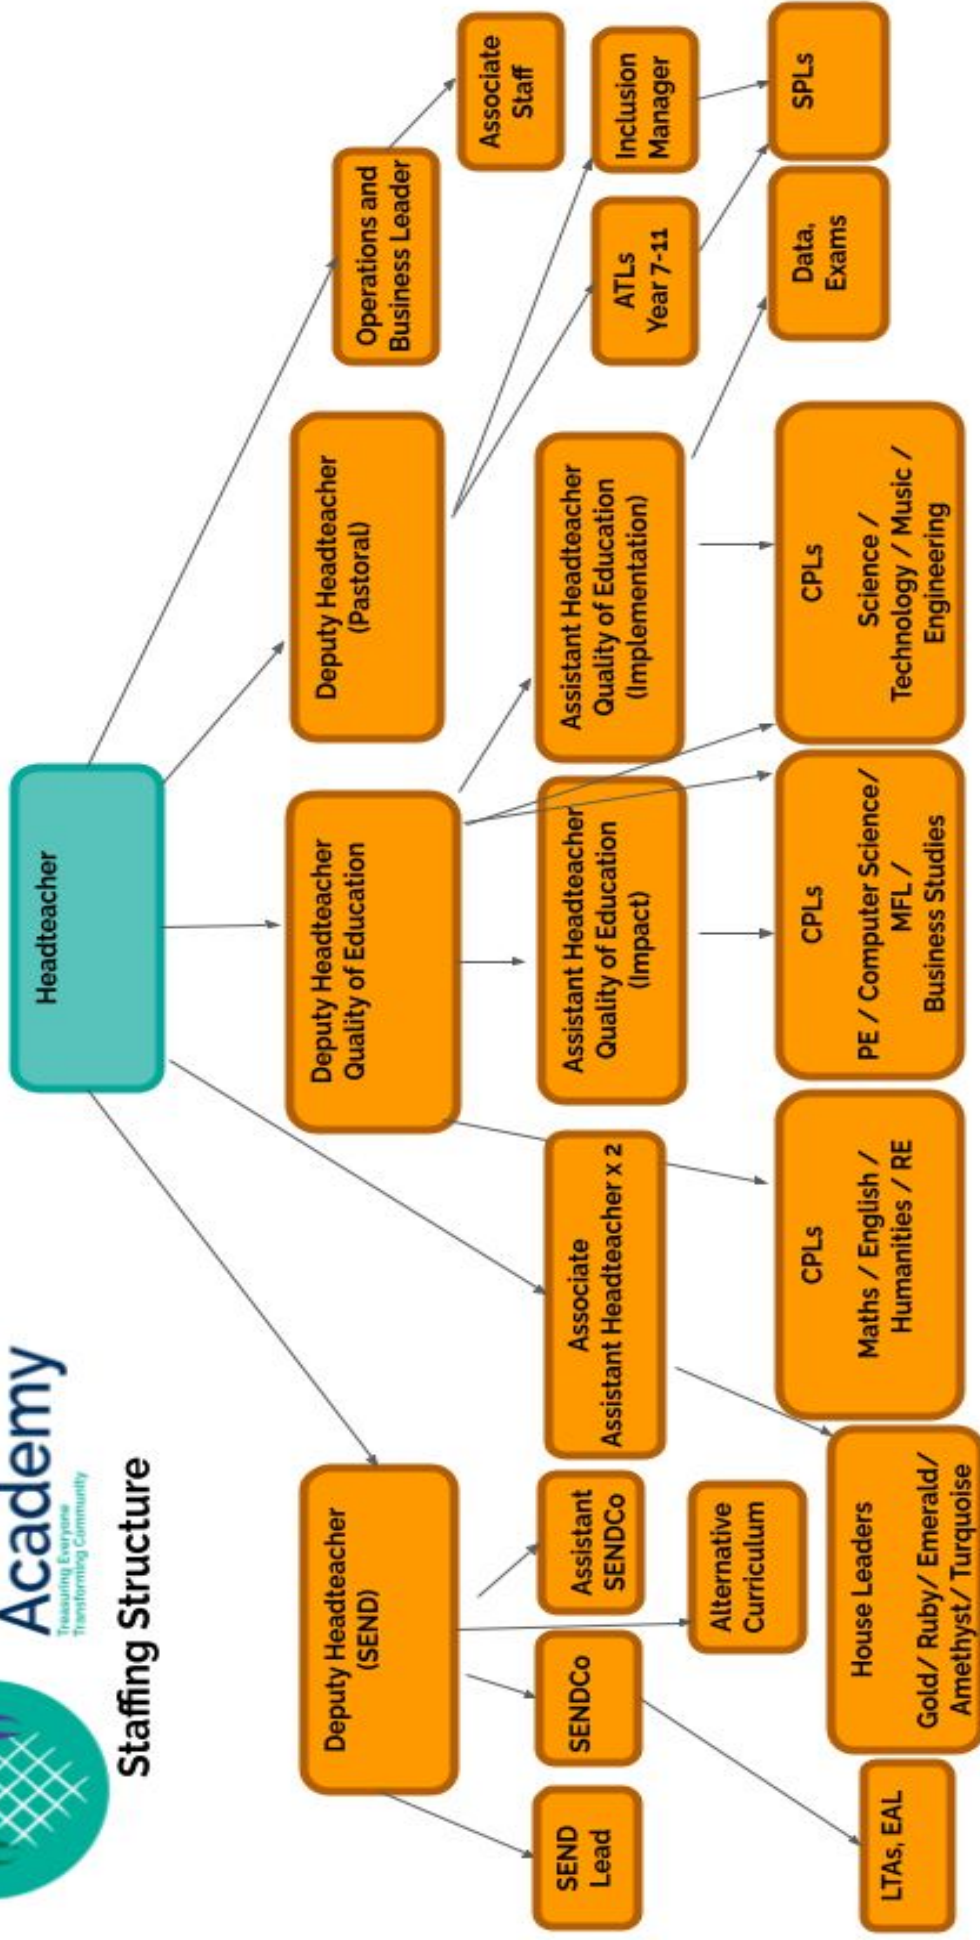 Academy
Treasuring Everyone
Transforming Community
Staffing Structure
Headteacher
Deputy Headteacher
(SEND)
Deputy Headteacher
Quality of Education
Deputy Headteacher
(Pastoral)
Operations and
Business Leader
Associate
Staff
SEND
Lead
SENDCo
Assistant
SENDCo
Associate
Assistant Headteacher x 2
Assistant Headteacher
Quality of Education
(Impact)
Assistant Headteacher
Quality of Education
(Implementation)
ATLs
Year 7-11
Inclusion
Manager
Alternative
Curriculum
LTAs, EAL
House Leaders
Gold/ Ruby/ Emerald/
Amethyst/ Turquoise
CPLs
Maths / English /
Humanities / RE
CPLs
PE / Computer Science/
MFL /
Business Studies
CPLs
Science /
Technology / Music /
Engineering
Data,
Exams
SPLs